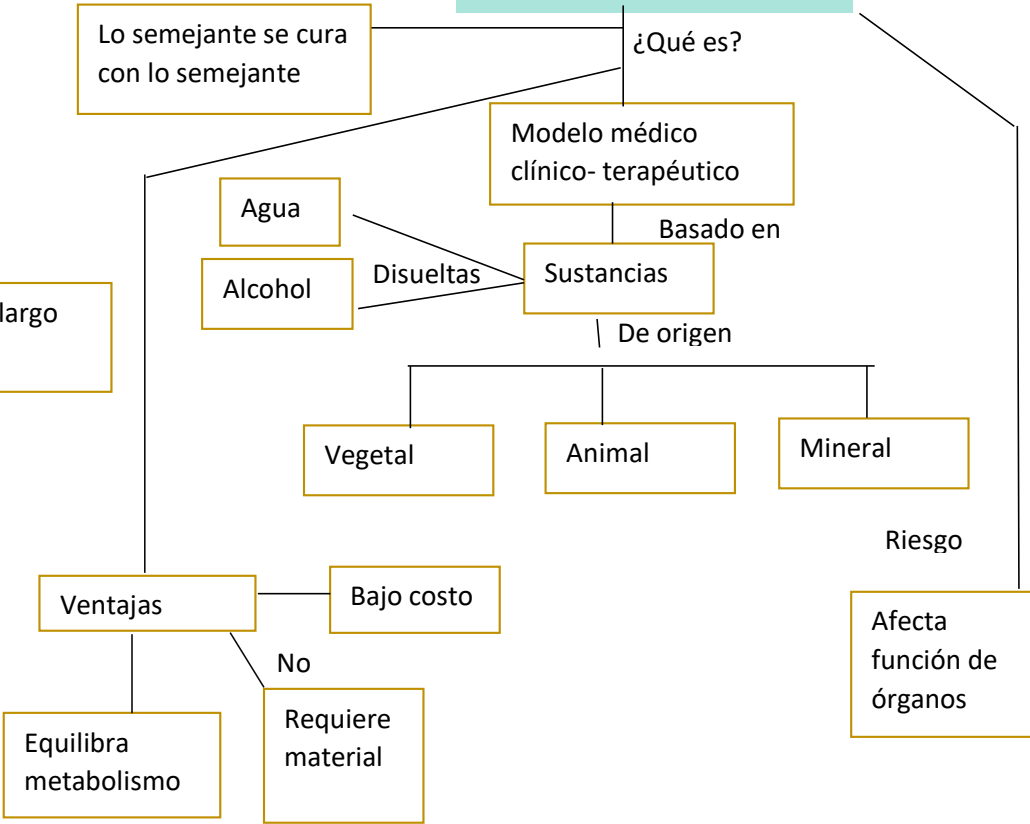 Lo semejante se cura
con lo semejante
¿Qué es?
Modelo médico
clínico- terapéutico
Agua
Basado en
Alcohol
Disueltas
Sustancias
largo
De origen
Vegetal
Animal
Mineral
Riesgo
Ventajas
Bajo costo
Afecta
función de
órganos
No
Requiere
material
Equilibra
metabolismo